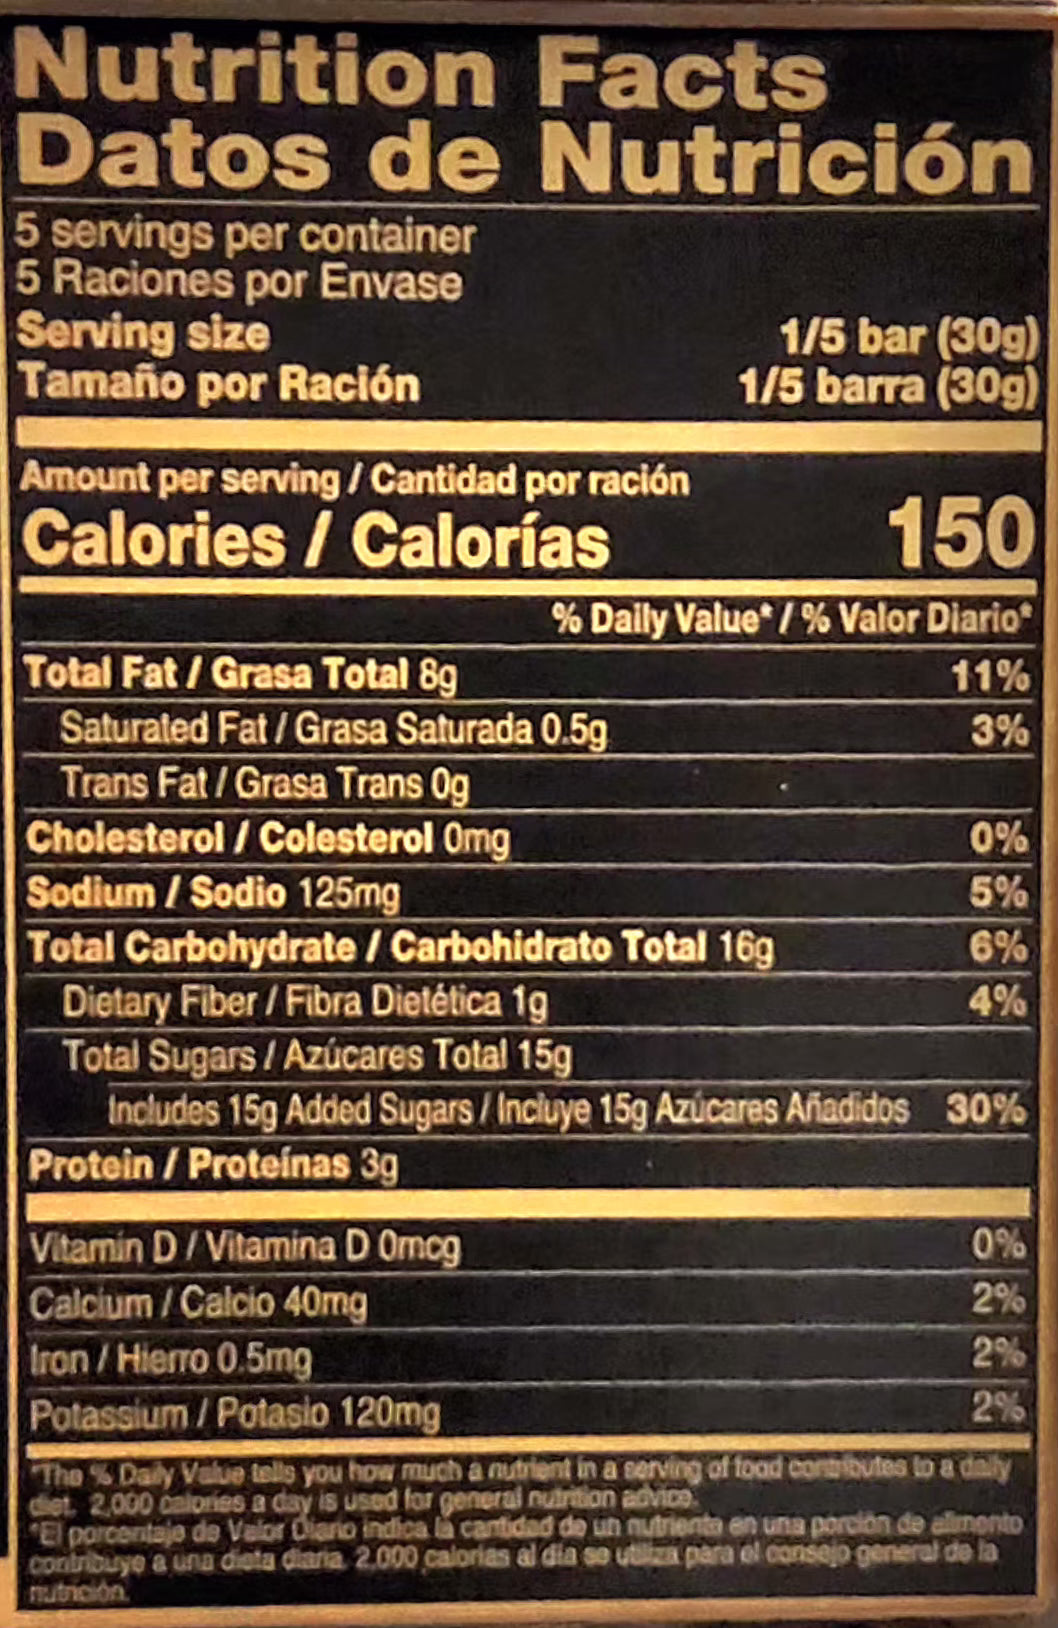 Nutrition Facts
Datos de Nutrición
5 servings per container
5 Raciones por Envase
Serving size 1/5 bar (30g)
Tamaño por Ración 1/5 barra (30g)
Amount per serving / Cantidad por ración
Calories / Calorías 150
% Daily Value* / % Valor Diario*
Total Fat / Grasa Total 8g 11%
Saturated Fat / Grasa Saturada 0.5g 3%
Trans Fat / Grasa Trans 0g
Cholesterol / Colesterol 0mg 0%
Sodium / Sodio 125mg 5%
Total Carbohydrate / Carbohidrato Total 16g 6%
Dietary Fiber / Fibra Dietética 1g 4%
Total Sugars / Azúcares Total 15g
Includes 15g Added Sugars / Incluye 15g Azúcares Añadidos 30%
Protein / Proteínas 3g
Vitamin D / Vitamina D 0mcg 0%
Calcium / Calcio 40mg 2%
Iron / Hierro 0.5mg 2%
Potassium / Potasio 120mg 2%
*The % Daily Value tells you how much a nutrient in a serving of food contributes to a daily
diet. 2,000 calories a day is used for general nutrition advice.
*El porcentaje de Valor Diario indica la cantidad de un nutriente en una porción de alimento
contribuye a una dieta diaria. 2.000 calorías al día se utiliza para el consejo general de la
nutrición.